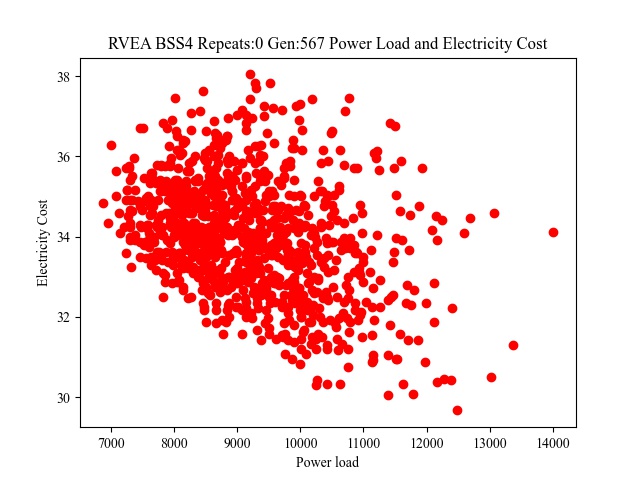 RVEA BSS4 Repeats:0 Gen:567 Power Load and Electricity Cost
38
36
34
32
30
Electricity Cost
7000 8000 9000 10000 11000 12000 13000 14000
Power load